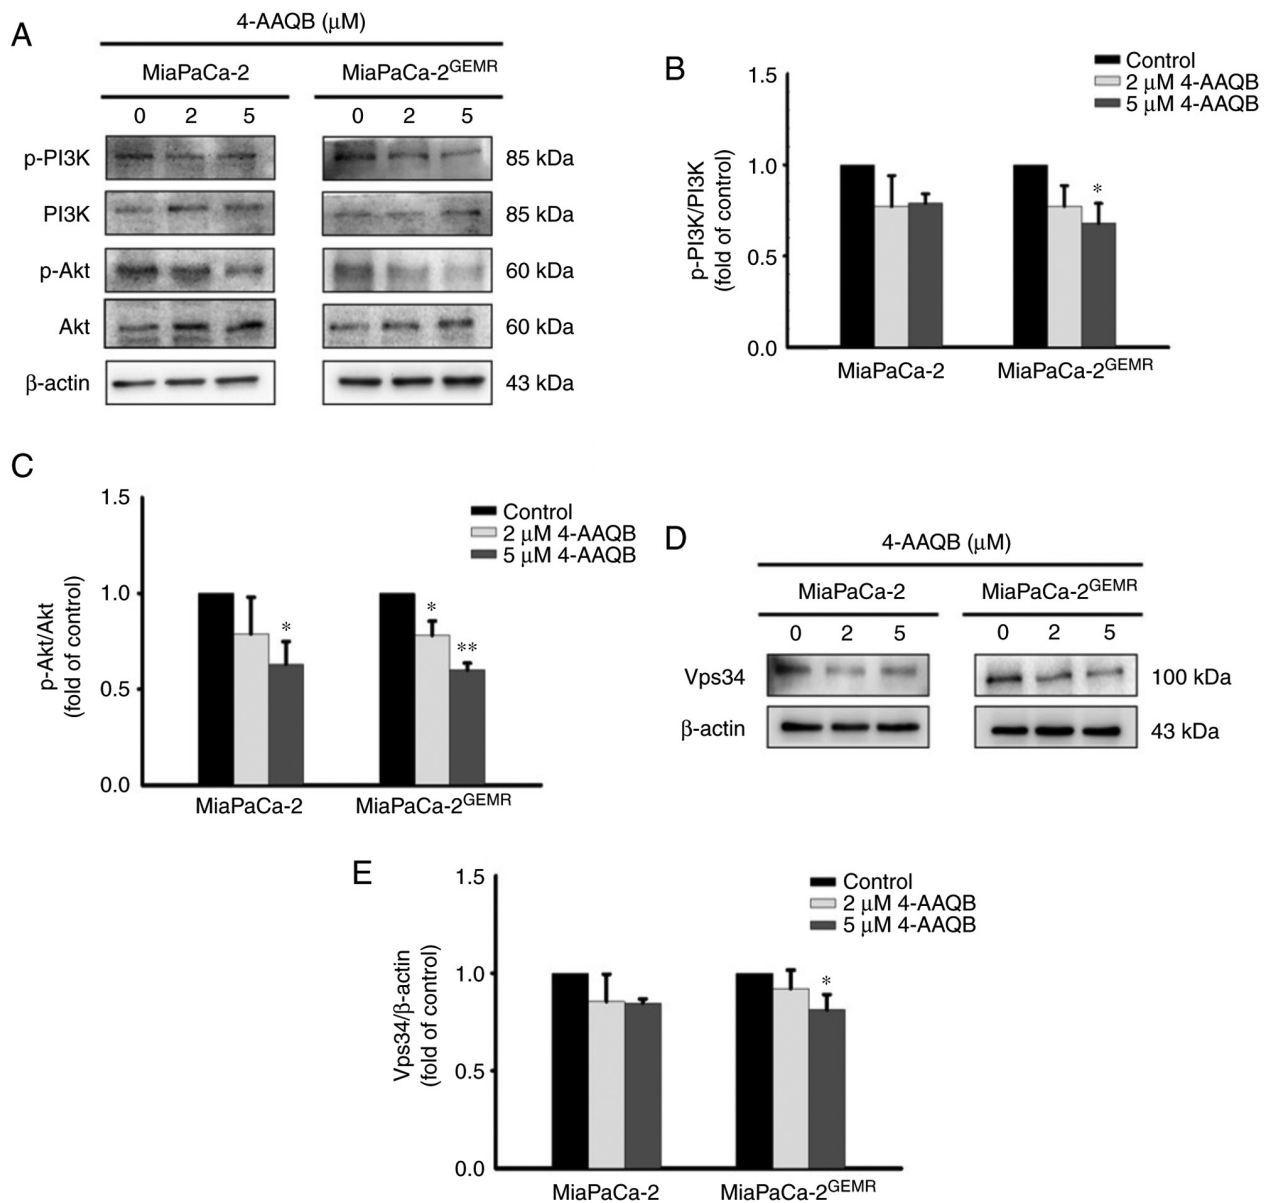 A
4-AAQB (μM)
MiaPaCa-2 MiaPaCa-2GEMR
0 2 5 0 2 5
p-PI3K 85 kDa
PI3K 85 kDa
p-Akt 60 kDa
Akt 60 kDa
β-actin 43 kDa
B
Control
2 μM 4-AAQB
5 μM 4-AAQB
p-PI3K/PI3K
(fold of control)
1.5
1.0
0.5
0.0
*
MiaPaCa-2 MiaPaCa-2GEMR
C
Control
2 μM 4-AAQB
5 μM 4-AAQB
p-Akt/Akt
(fold of control)
1.5
1.0
0.5
0.0
* * **
MiaPaCa-2 MiaPaCa-2GEMR
D
4-AAQB (μM)
MiaPaCa-2 MiaPaCa-2GEMR
0 2 5 0 2 5
Vps34 100 kDa
β-actin 43 kDa
E
Control
2 μM 4-AAQB
5 μM 4-AAQB
Vps34/β-actin
(fold of control)
1.5
1.0
0.5
0.0
*
MiaPaCa-2 MiaPaCa-2GEMR